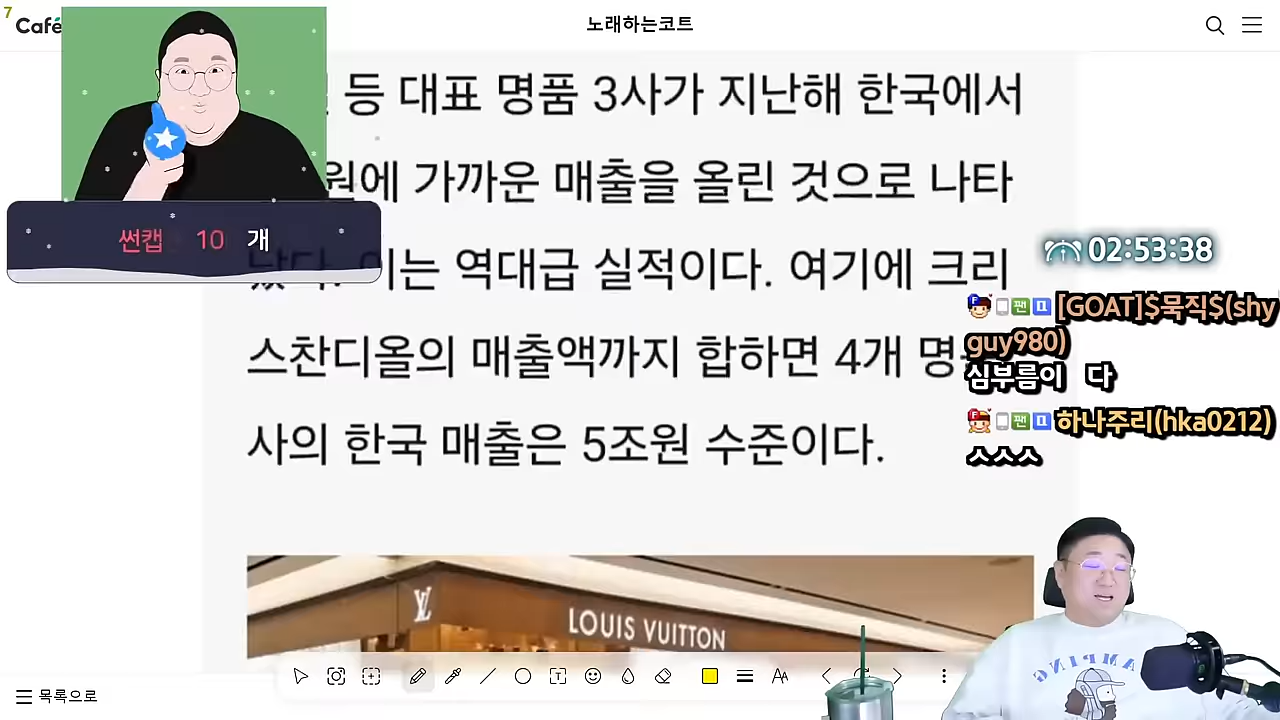 7
Café
노래하는코트
등 대표 명품 3사가 지난해 한국에서
원에 가까운 매출을 올린 것으로 나타
났다. 이는 역대급 실적이다. 여기에 크리
스찬디올의 매출액까지 합하면 4개 명
사의 한국 매출은 5조원 수준이다.
썬캡 10 개
02:53:38
팬 [GOAT]$묵직$(shy
guy980)
심부름이 다
팬 하나주리(hka0212)
ㅅㅅㅅ
LV
LOUIS VUITTON
목록으로
CAMPING